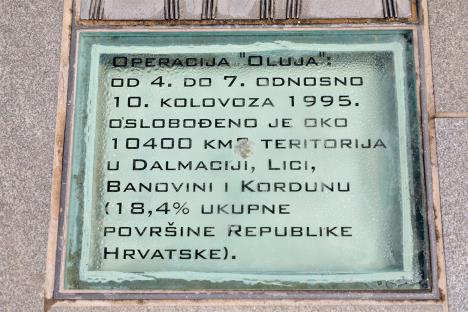 OPERACIJA "OLUJA":
OD 4. DO 7. ODNOSNO
10. KOLOVOZA 1995.
OSLOBOĐENO JE OKO
10400 KM2 TERITORIJA
U DALMACIJI, LICI,
BANOVINI I KORDUNU
(18,4% UKUPNE
POVRŠINE REPUBLIKE
HRVATSKE).